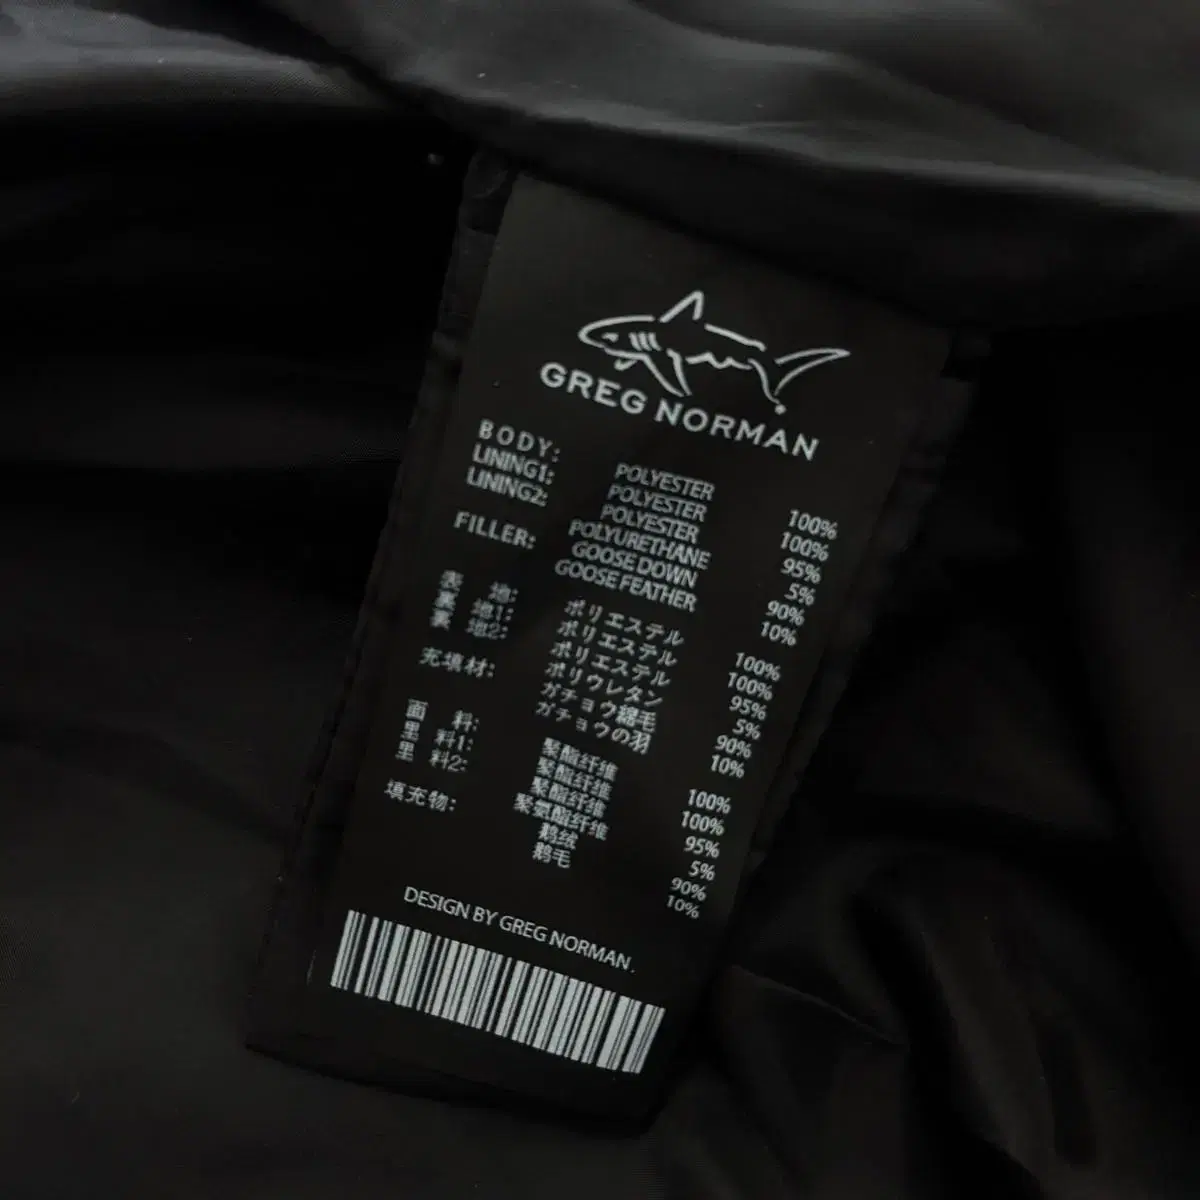 GREG NORMAN
BODY: POLYESTER 100%
LINING1: POLYESTER 100%
LINING2: POLYESTER 95%
POLYURETHANE 5%
FILLER: GOOSE DOWN 90%
GOOSE FEATHER 10%
表 地: ポリエステル 100%
裏 地1: ポリエステル 100%
裏 地2: ポリエステル 95%
ポリウレタン 5%
充填材: ガチョウ綿毛 90%
ガチョウの羽 10%
面 料: 聚酯纤维 100%
里 料1: 聚酯纤维 100%
里 料2: 聚酯纤维 95%
聚氨酯纤维 5%
填充物: 鹅绒 90%
鹅毛 10%
DESIGN BY GREG NORMAN.